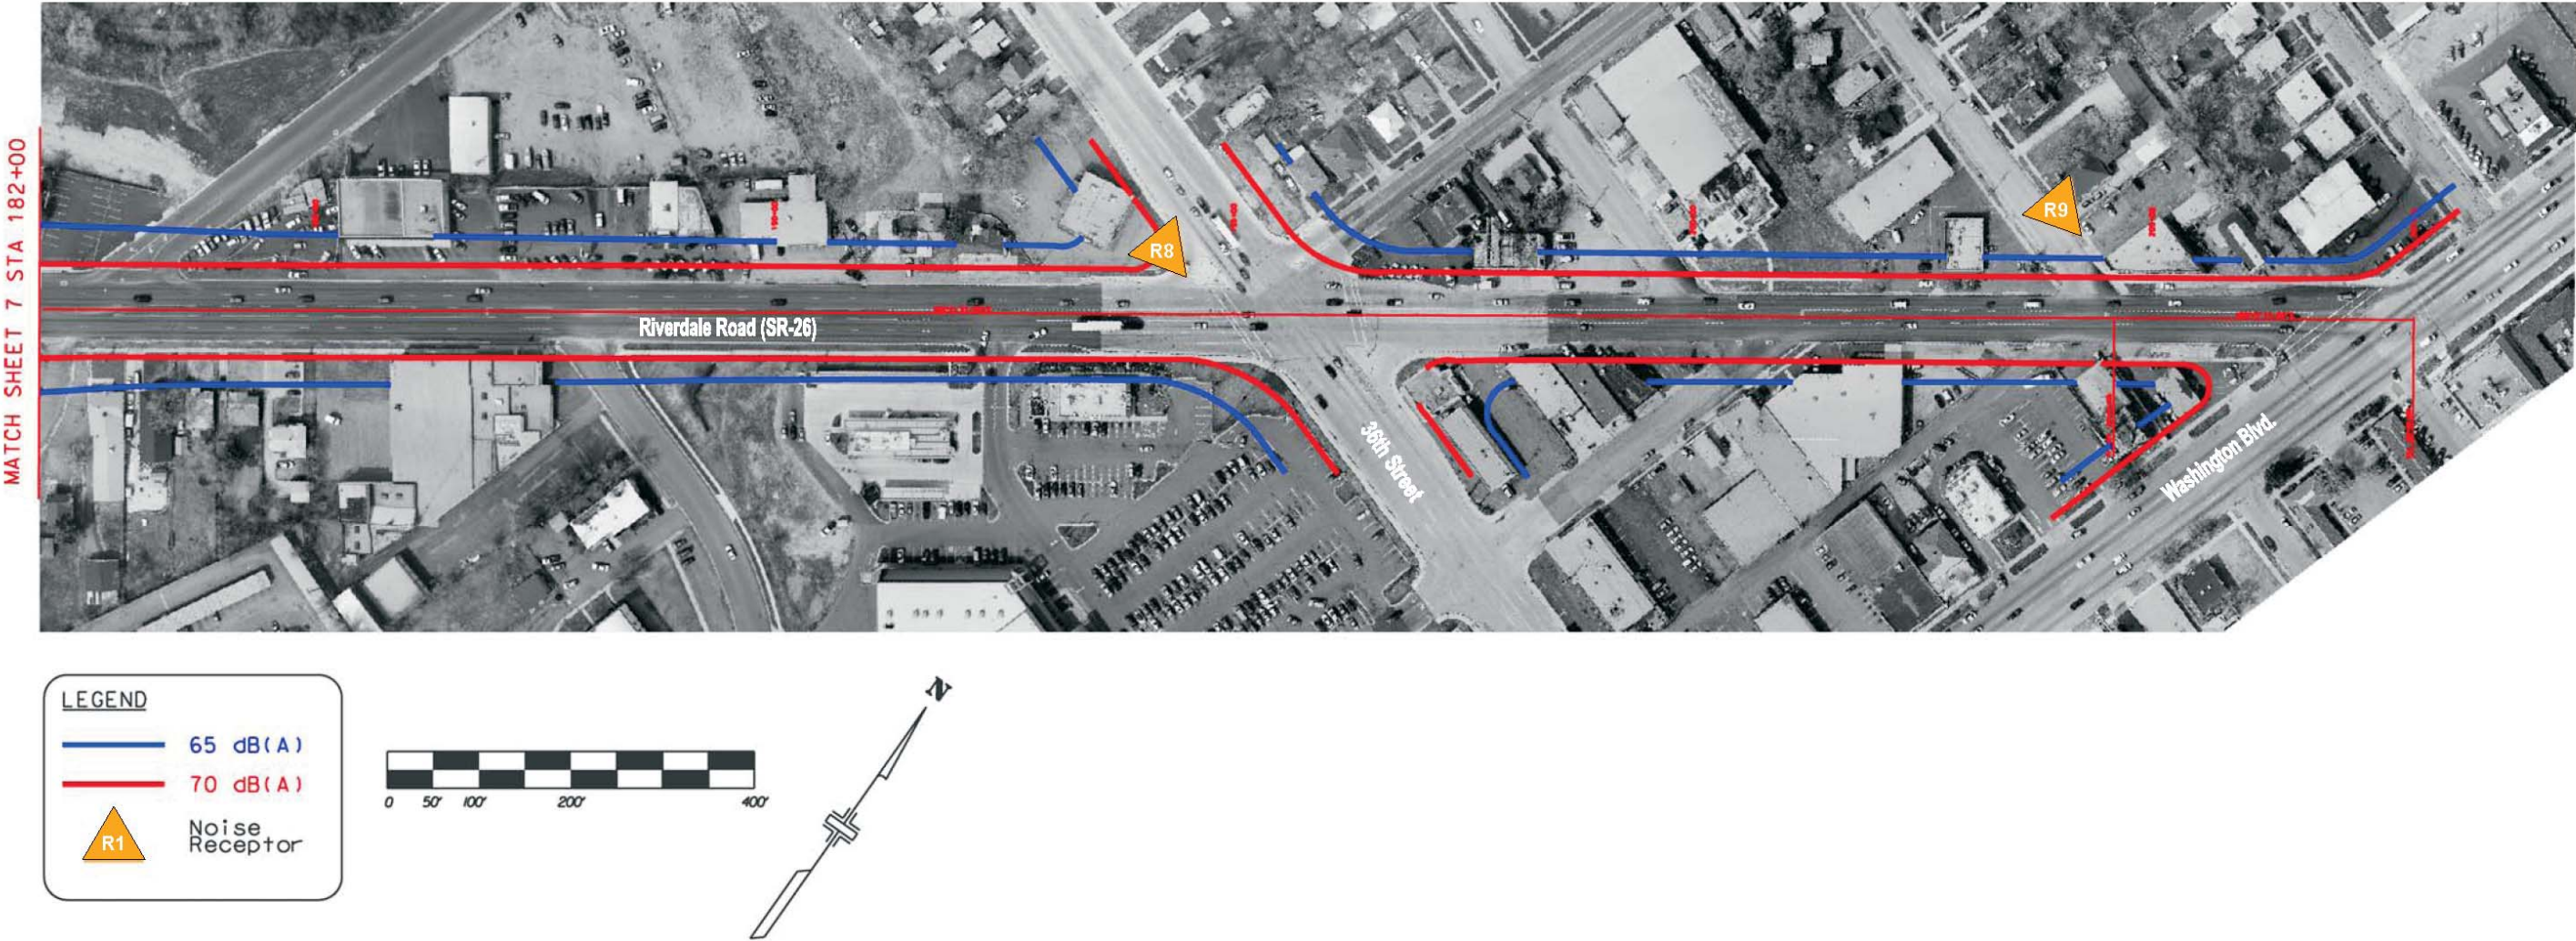 MATCH SHEET 7 STA 182+00
R8
R9
Riverdale Road (SR-26)
36th Street
Washington Blvd.
LEGEND
65 dB(A)
70 dB(A)
R1
Noise
Receptor
0 50' 100' 200' 400'
N